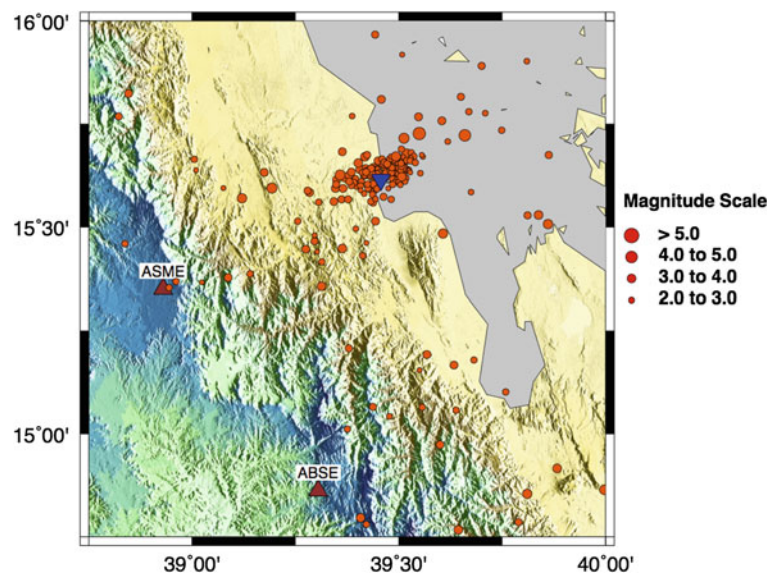 16°00'
15°30'
15°00'
39°00'
39°30'
40°00'
ASME
ABSE
Magnitude Scale
> 5.0
4.0 to 5.0
3.0 to 4.0
2.0 to 3.0